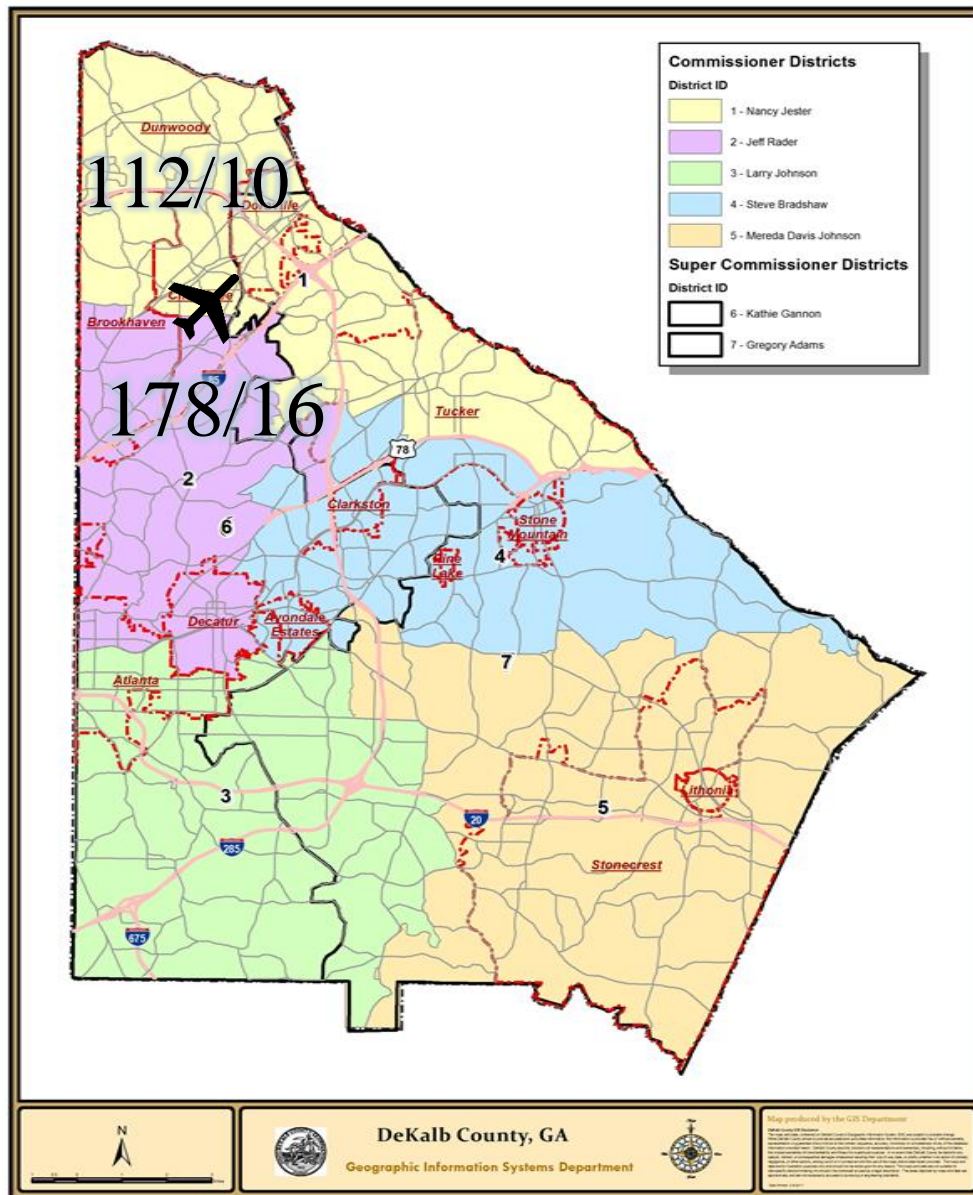 Commissioner Districts
District ID
1 - Nancy Jester
2 - Jeff Rader
3 - Larry Johnson
4 - Steve Bradshaw
5 - Mereda Davis Johnson
Super Commissioner Districts
District ID
6 - Kathie Gannon
7 - Gregory Adams
Dunwoody
112/10
1
Brookhaven
178/16
Tucker
78
2
Clarkston
6
Stone
Mountain
4
Decatur
Avondale
Estates
7
Atlanta
3
5
20
285
Stonecrest
675
N
DeKalb County, GA
Geographic Information Systems Department
Map produced by the GIS Department